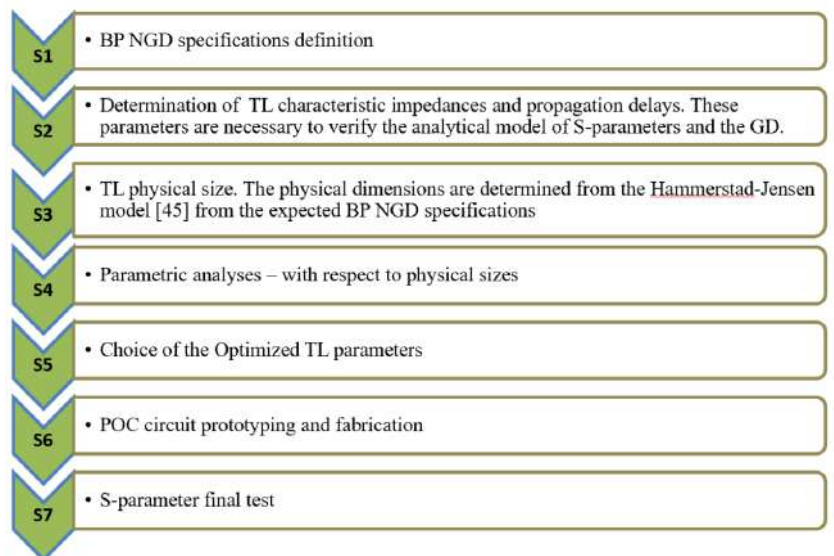 S1
• BP NGD specifications definition
S2
• Determination of TL characteristic impedances and propagation delays. These
parameters are necessary to verify the analytical model of S-parameters and the GD.
S3
• TL physical size. The physical dimensions are determined from the Hammerstad-Jensen
model [45] from the expected BP NGD specifications
S4
• Parametric analyses – with respect to physical sizes
S5
• Choice of the Optimized TL parameters
S6
• POC circuit prototyping and fabrication
S7
• S-parameter final test